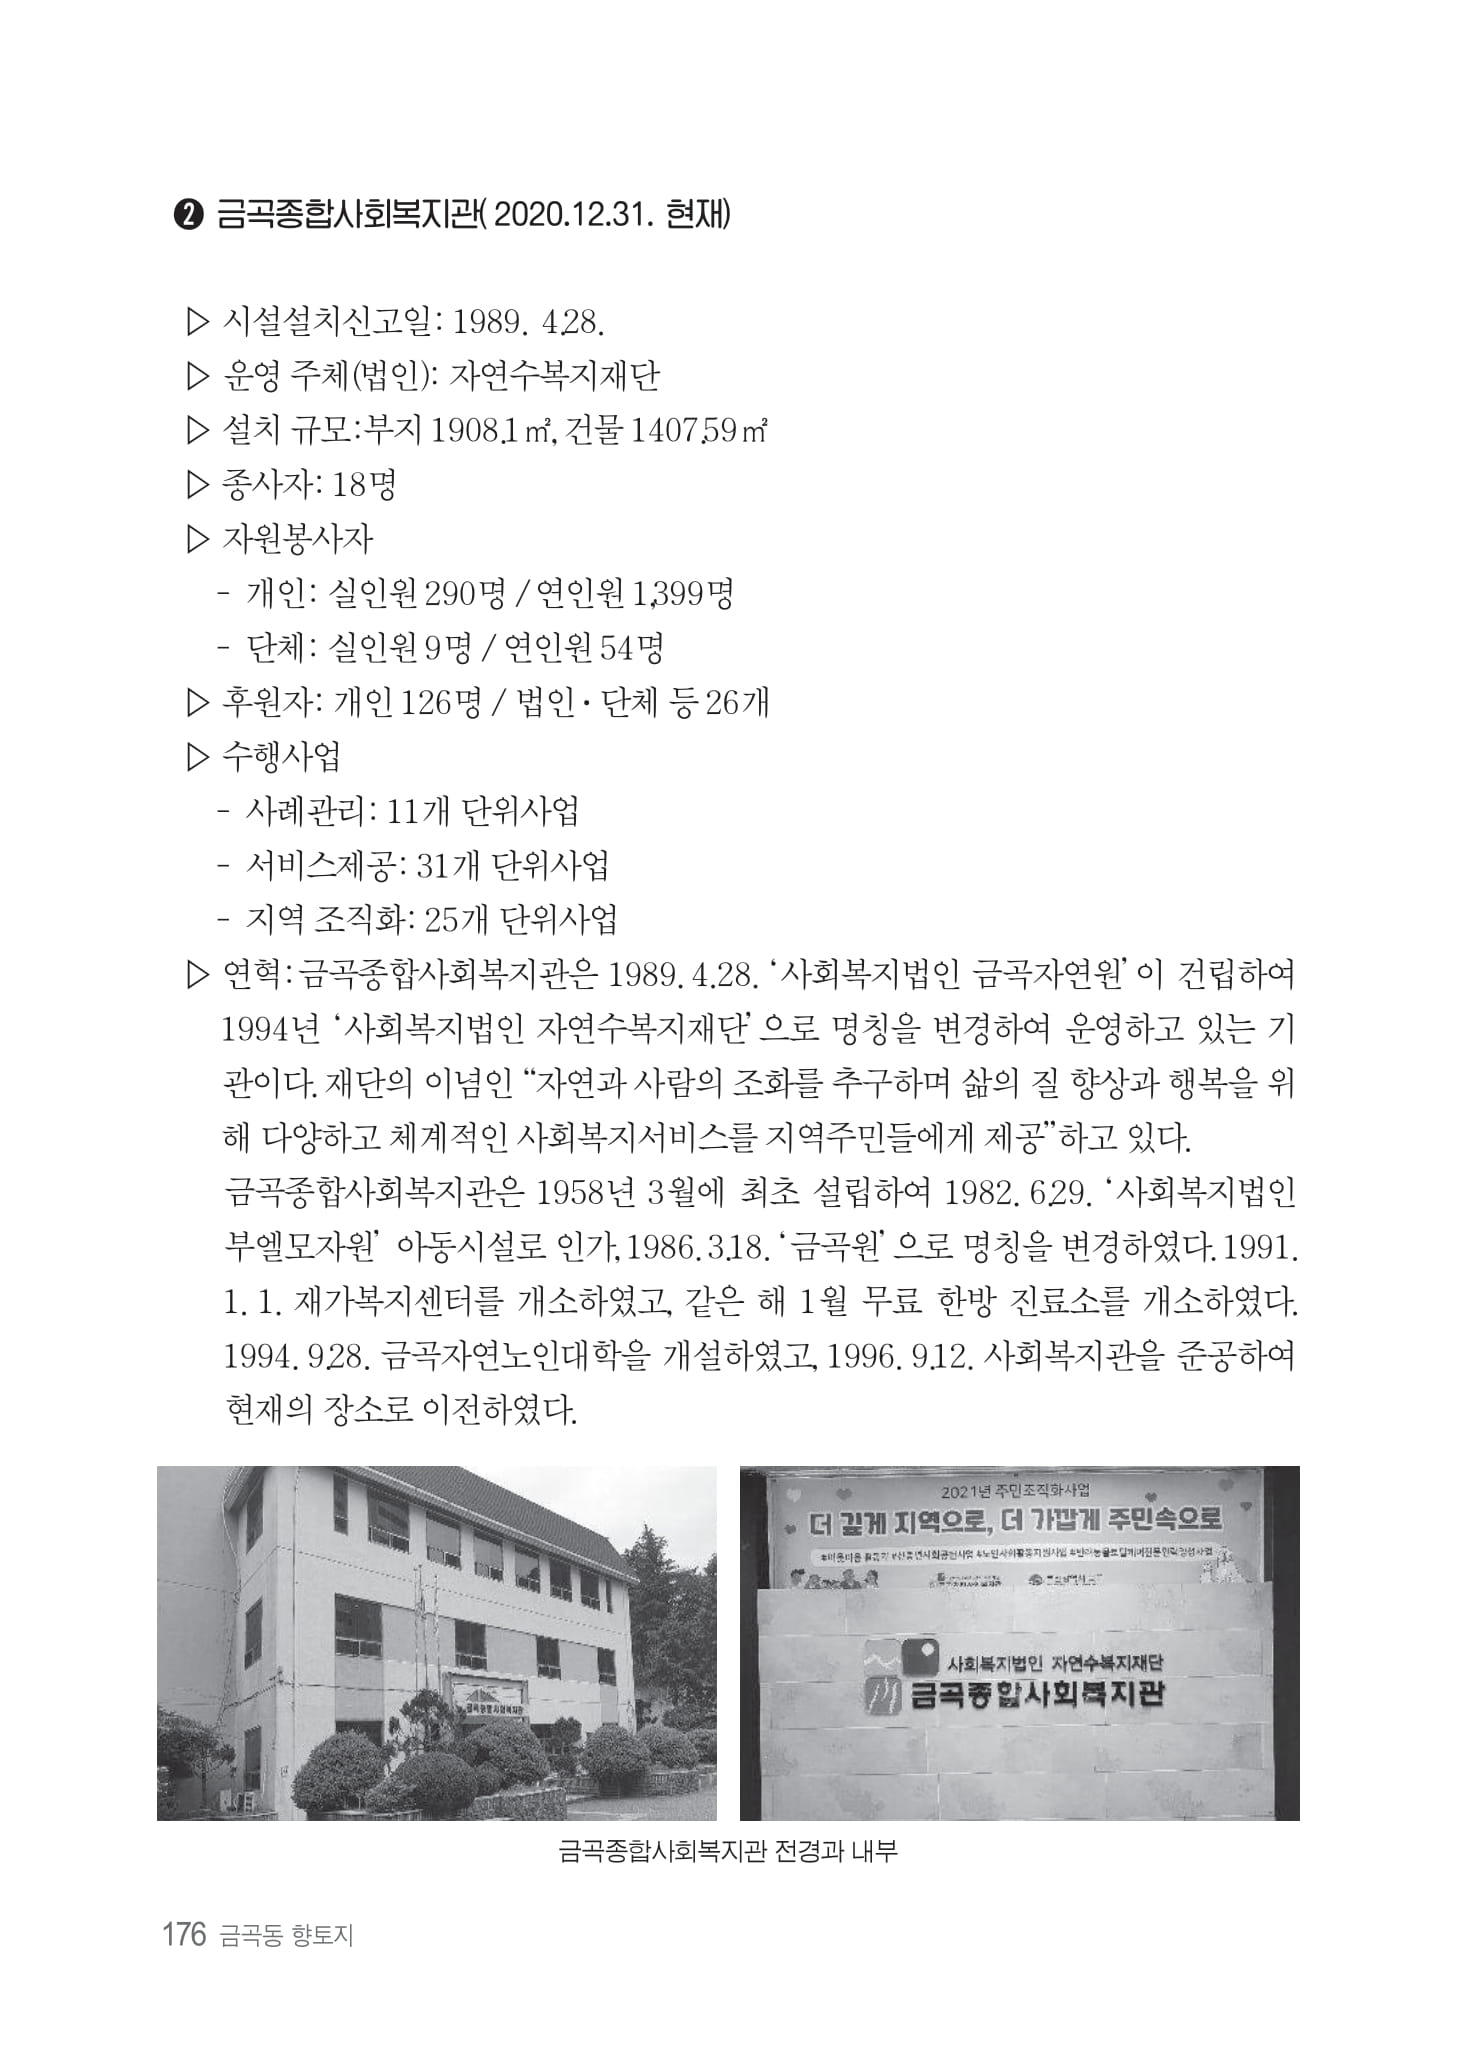 ❷ 금곡종합사회복지관( 2020.12.31. 현재)
▷ 시설설치신고일: 1989. 4.28.
▷ 운영 주체(법인): 자연수복지재단
▷ 설치 규모:부지 1908.1㎡, 건물 1407.59㎡
▷ 종사자: 18명
▷ 자원봉사자
- 개인: 실인원 290명 / 연인원 1,399명
- 단체: 실인원 9명 / 연인원 54명
▷ 후원자: 개인 126명 / 법인·단체 등 26개
▷ 수행사업
- 사례관리: 11개 단위사업
- 서비스제공: 31개 단위사업
- 지역 조직화: 25개 단위사업
▷ 연혁:금곡종합사회복지관은 1989. 4.28. ‘사회복지법인 금곡자연원’이 건립하여
1994년 ‘사회복지법인 자연수복지재단’으로 명칭을 변경하여 운영하고 있는 기
관이다. 재단의 이념인 “자연과 사람의 조화를 추구하며 삶의 질 향상과 행복을 위
해 다양하고 체계적인 사회복지서비스를 지역주민들에게 제공”하고 있다.
금곡종합사회복지관은 1958년 3월에 최초 설립하여 1982. 6.29. ‘사회복지법인
부엘모자원’ 아동시설로 인가, 1986. 3.18. ‘금곡원’으로 명칭을 변경하였다. 1991.
1. 1. 재가복지센터를 개소하였고, 같은 해 1월 무료 한방 진료소를 개소하였다.
1994. 9.28. 금곡자연노인대학을 개설하였고, 1996. 9.12. 사회복지관을 준공하여
현재의 장소로 이전하였다.
금곡종합사회복지관
2021년 주민조직화사업
더 깊게 지역으로, 더 가깝게 주민속으로
사회복지법인 자연수복지재단
금곡종합사회복지관
금곡종합사회복지관 전경과 내부
176 금곡동 향토지